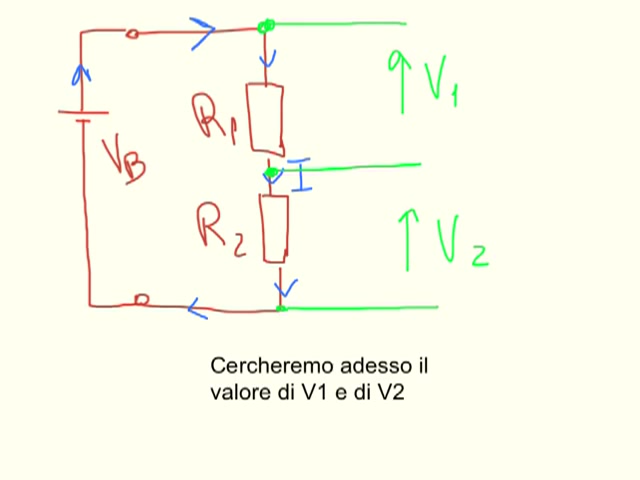 V1
R1
I
VB
R2
V2
Cercheremo adesso il
valore di V1 e di V2